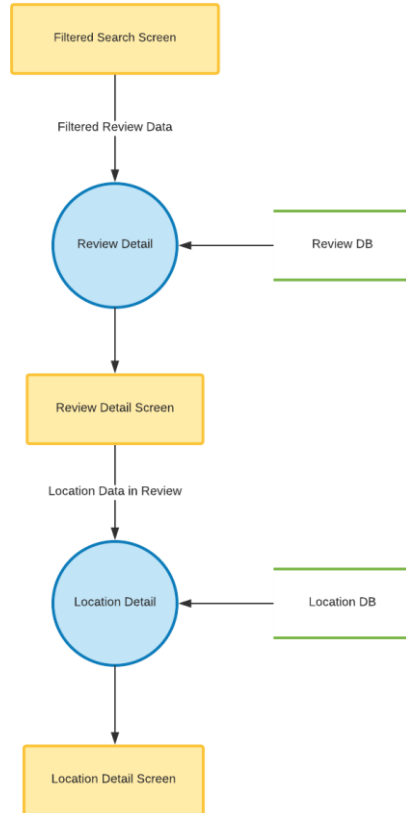 Filtered Search Screen
Filtered Review Data
Review Detail
Review DB
Review Detail Screen
Location Data in Review
Location Detail
Location DB
Location Detail Screen